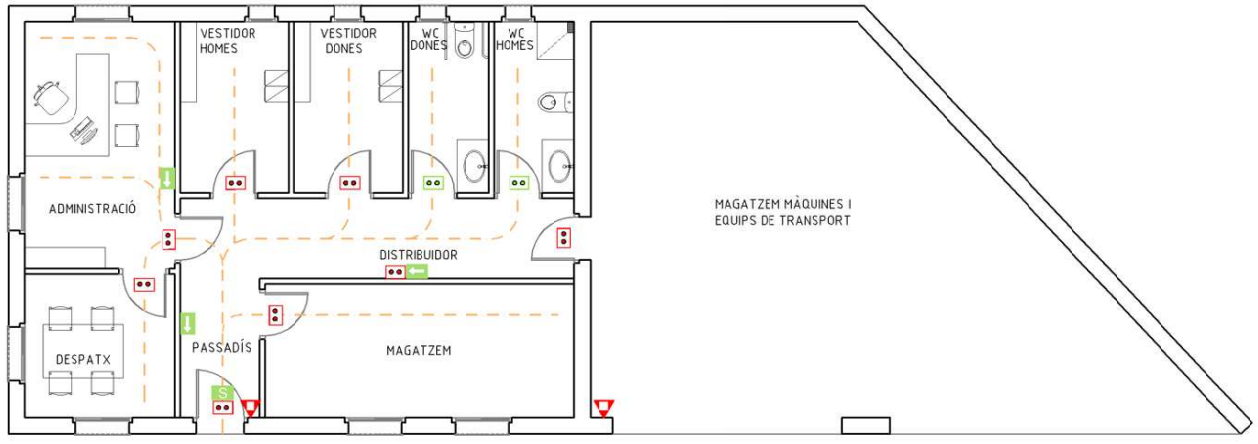 VESTIDOR
HOMES
VESTIDOR
DONES
WC
DONES
WC
HOMES
ADMINISTRACIÓ
MAGATZEM MÀQUINES I
EQUIPS DE TRANSPORT
DISTRIBUIDOR
DESPATX
PASSADÍS
MAGATZEM
S